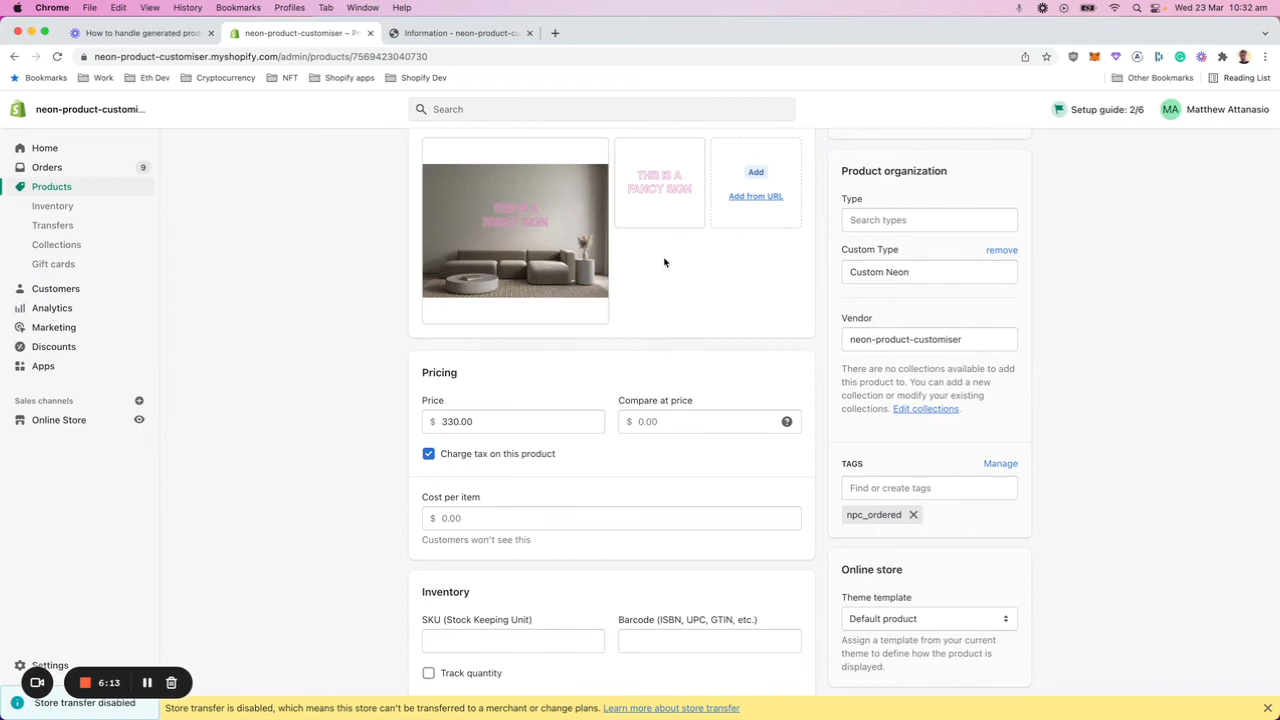 Chrome File Edit View History Bookmarks Profiles Tab Window Help Wed 23 Mar 10:32 am
How to handle generated prod
neon-product-customiser – P
Information - neon-product-cu
neon-product-customiser.myshopify.com/admin/products/7569423040730
Bookmarks Work Eth Dev Cryptocurrency NFT Shopify apps Shopify Dev Other Bookmarks Reading List
neon-product-customi...
Search
Setup guide: 2/6
MA Matthew Attanasio
Home
Orders 9
Products
Inventory
Transfers
Collections
Gift cards
Customers
Analytics
Marketing
Discounts
Apps
Sales channels
Online Store
Settings
THIS IS A
FANCY SIGN
THIS IS A
FANCY SIGN
Add
Add from URL
Pricing
Price
Compare at price
$ 330.00
$ 0.00
Charge tax on this product
Cost per item
$ 0.00
Customers won't see this
Inventory
SKU (Stock Keeping Unit)
Barcode (ISBN, UPC, GTIN, etc.)
Track quantity
Product organization
Type
Search types
Custom Type remove
Custom Neon
Vendor
neon-product-customiser
There are no collections available to add
this product to. You can add a new
collection or modify your existing
collections. Edit collections.
TAGS Manage
Find or create tags
npc_ordered
Online store
Theme template
Default product
Assign a template from your current
theme to define how the product is
displayed.
6:13
Store transfer disabled
Store transfer is disabled, which means this store can't be transferred to a merchant or change plans. Learn more about store transfer